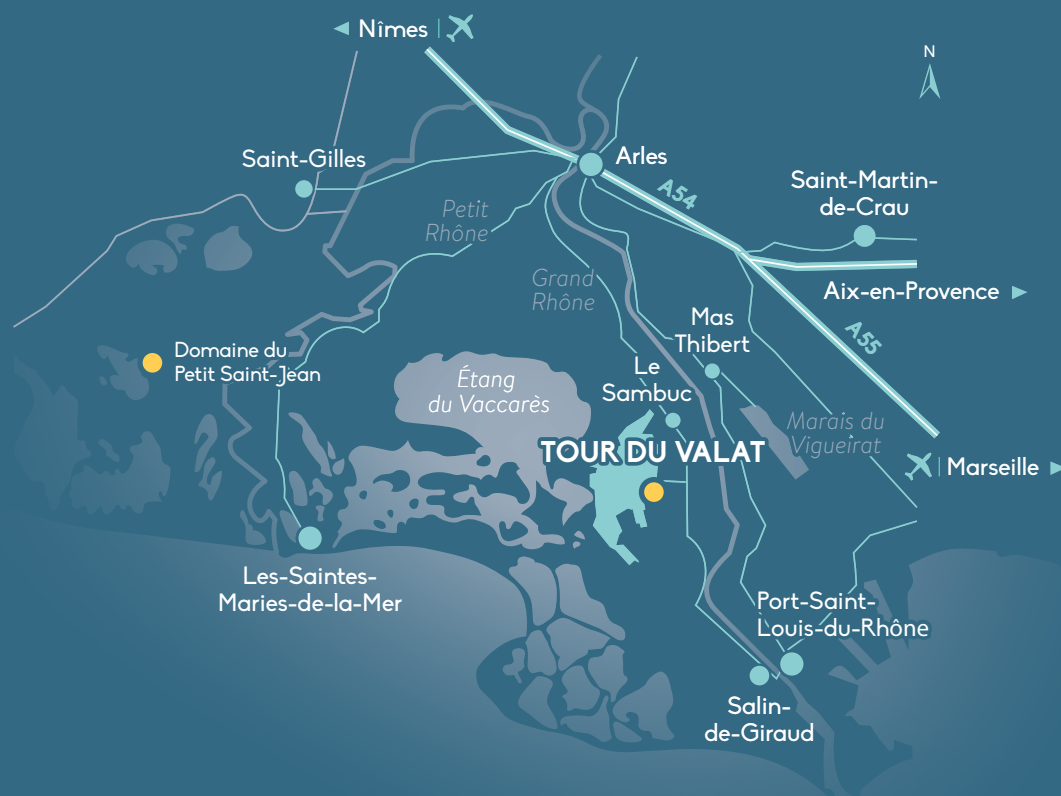 Nîmes
N
Arles
Saint-Gilles
A54
Saint-Martin-
de-Crau
Petit
Rhône
Grand
Rhône
Aix-en-Provence
Mas
Thibert
A55
Domaine du
Petit Saint-Jean
Le
Sambuc
Étang
du Vaccarès
Marais du
Vigueirat
TOUR DU VALAT
Marseille
Les-Saintes-
Maries-de-la-Mer
Port-Saint-
Louis-du-Rhône
Salin-
de-Giraud